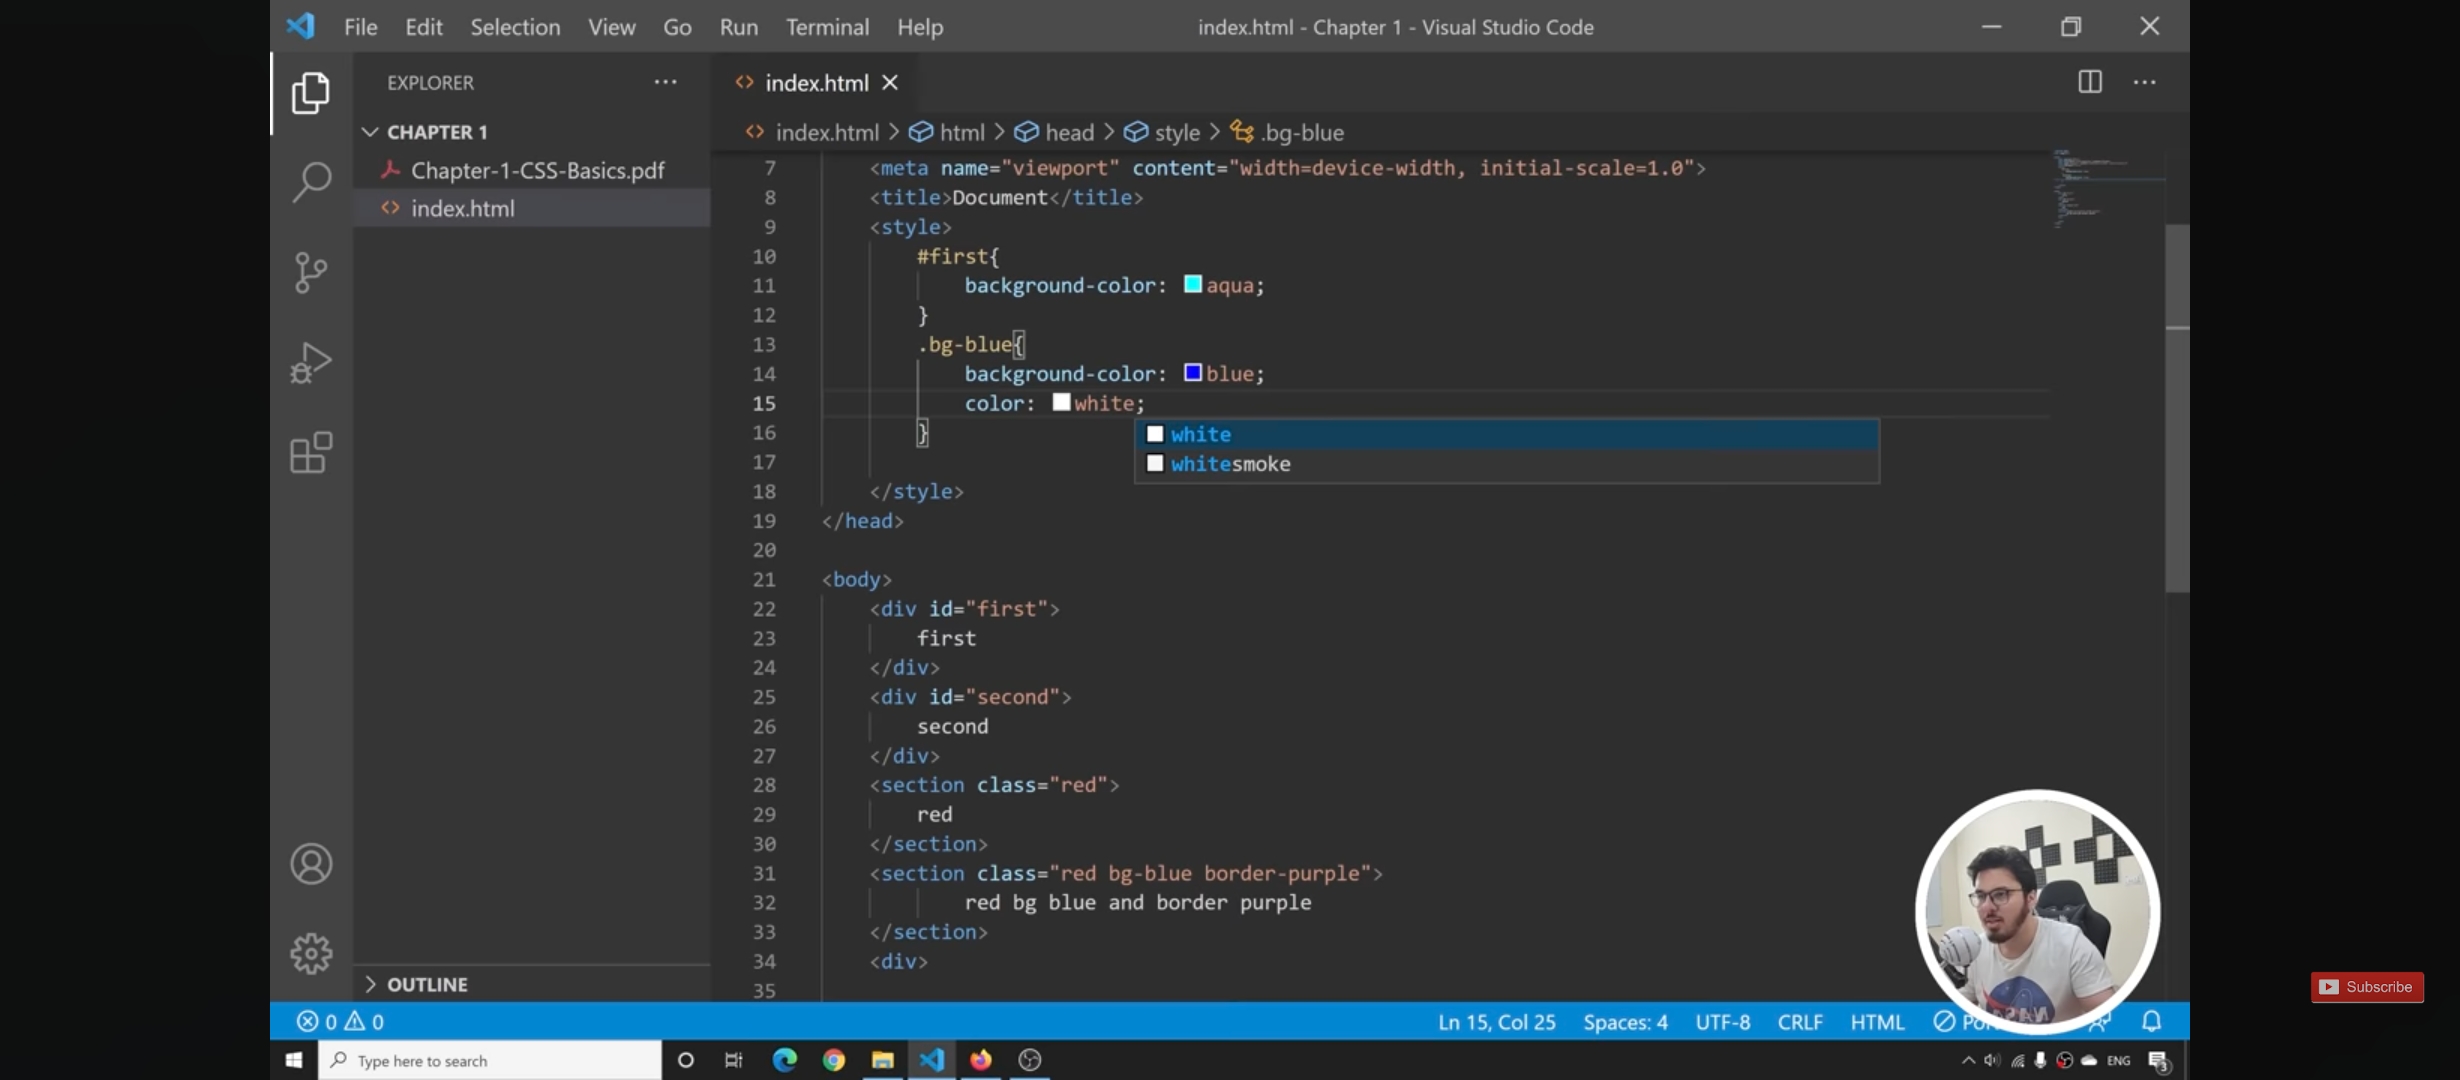 File Edit Selection View Go Run Terminal Help index.html - Chapter 1 - Visual Studio Code
EXPLORER ··· index.html
CHAPTER 1 index.html > html > head > style > .bg-blue
Chapter-1-CSS-Basics.pdf
index.html
7 <meta name="viewport" content="width=device-width, initial-scale=1.0">
8 <title>Document</title>
9 <style>
10 #first{
11 background-color: aqua;
12 }
13 .bg-blue{
14 background-color: blue;
15 color: white;
white
16 }
whitesmoke
17
18 </style>
19 </head>
20
21 <body>
22 <div id="first">
23 first
24 </div>
25 <div id="second">
26 second
27 </div>
28 <section class="red">
29 red
30 </section>
31 <section class="red bg-blue border-purple">
32 red bg blue and border purple
33 </section>
34 <div>
35
OUTLINE
Subscribe
0 0 Ln 15, Col 25 Spaces: 4 UTF-8 CRLF HTML
Type here to search ENG 3